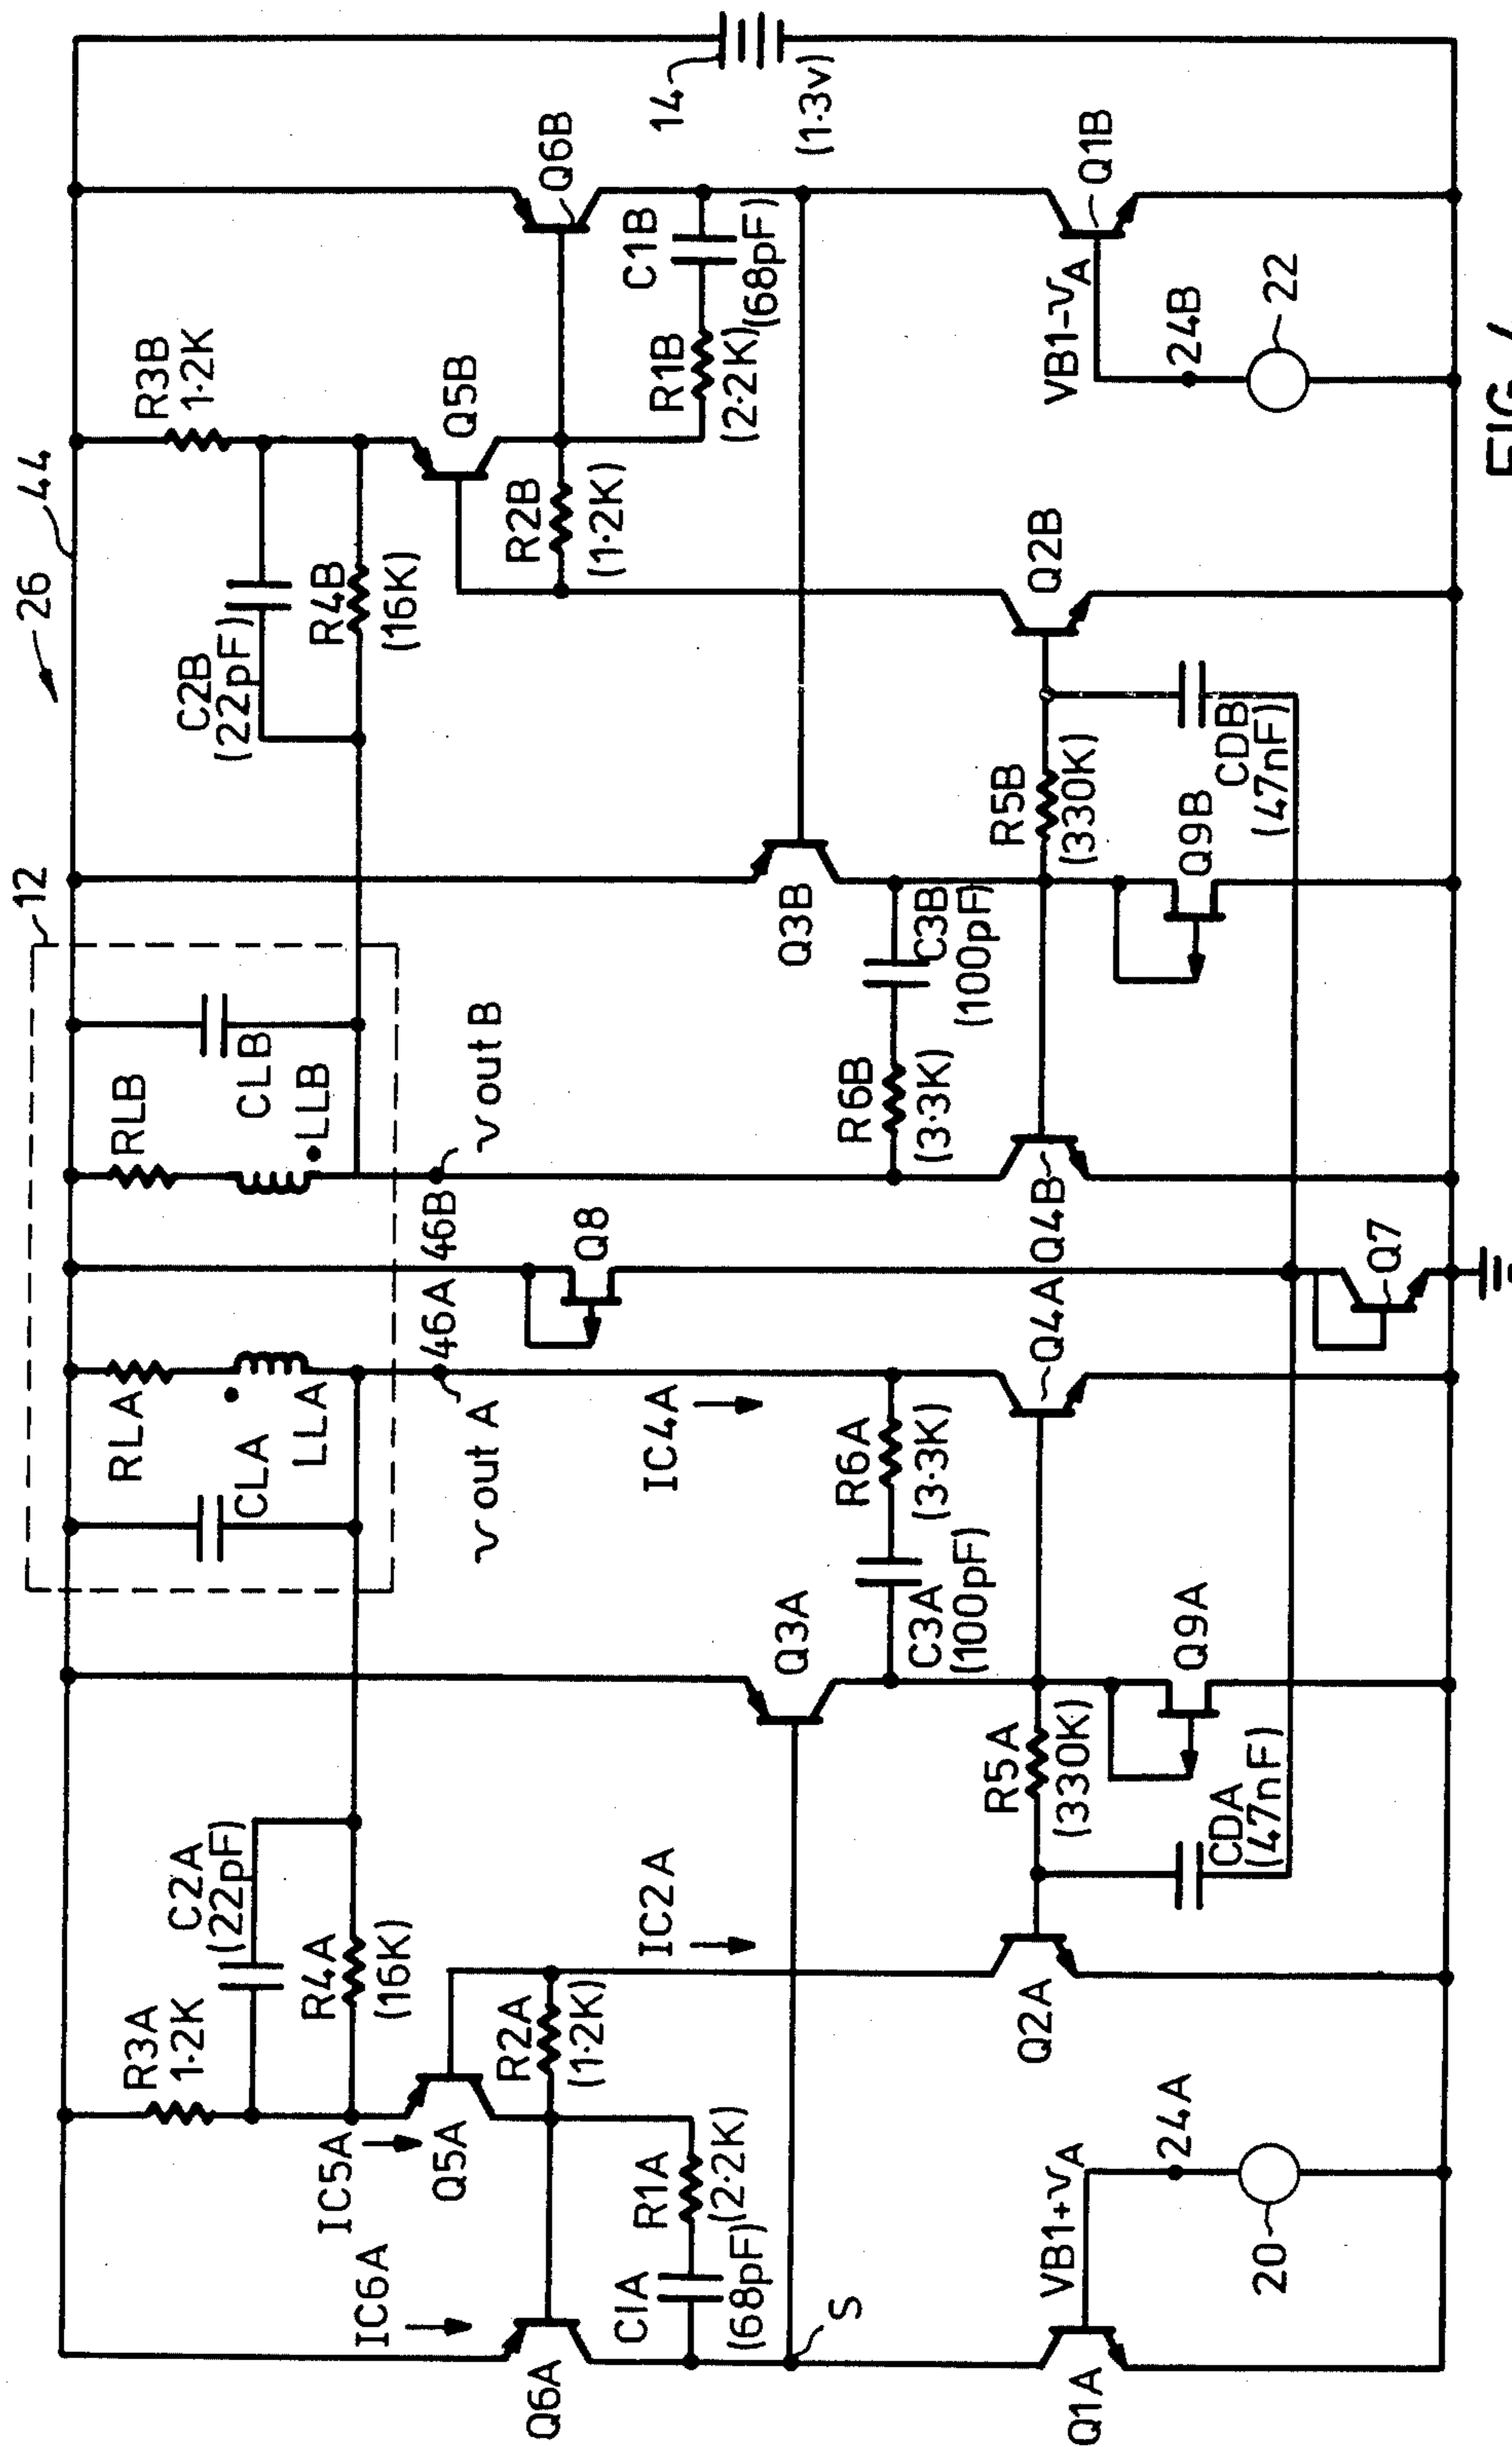 26
44
12
R3A
1·2K
C2A
(22pF)
R4A
(16K)
RLA
CLA
LLA
RLB
CLB
LLB
C2B
(22pF)
R4B
(16K)
R3B
1·2K
IC6A
IC5A
Q5A
Q6A
R2A
(1·2K)
R1A
(2·2K)
C1A
(68pF)
S
IC2A
v out A
46A
46B
v out B
IC4A
Q8
Q3A
Q3B
R6A
(3·3K)
C3A
(100pF)
R6B
(3·3K)
C3B
(100pF)
Q5B
R2B
(1·2K)
Q6B
R1B
(2·2K)
C1B
(68pF)
14
(1·3v)
Q1A
VB1+vA
24A
20
Q2A
R5A
(330K)
CDA
(47nF)
Q9A
Q4A
Q4B
Q7
R5B
(330K)
Q9B
CDB
(47nF)
Q2B
VB1-vA
24B
22
Q1B